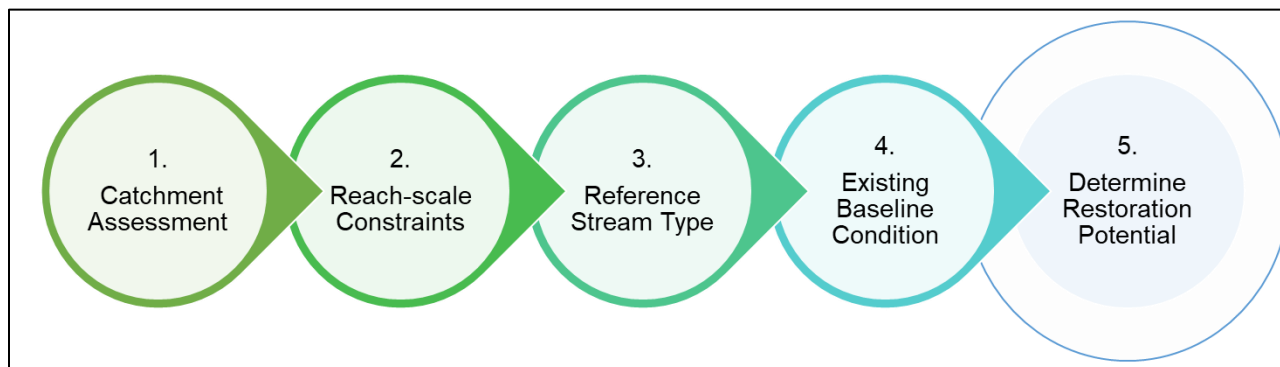 1.
Catchment
Assessment
2.
Reach-scale
Constraints
3.
Reference
Stream Type
4.
Existing
Baseline
Condition
5.
Determine
Restoration
Potential